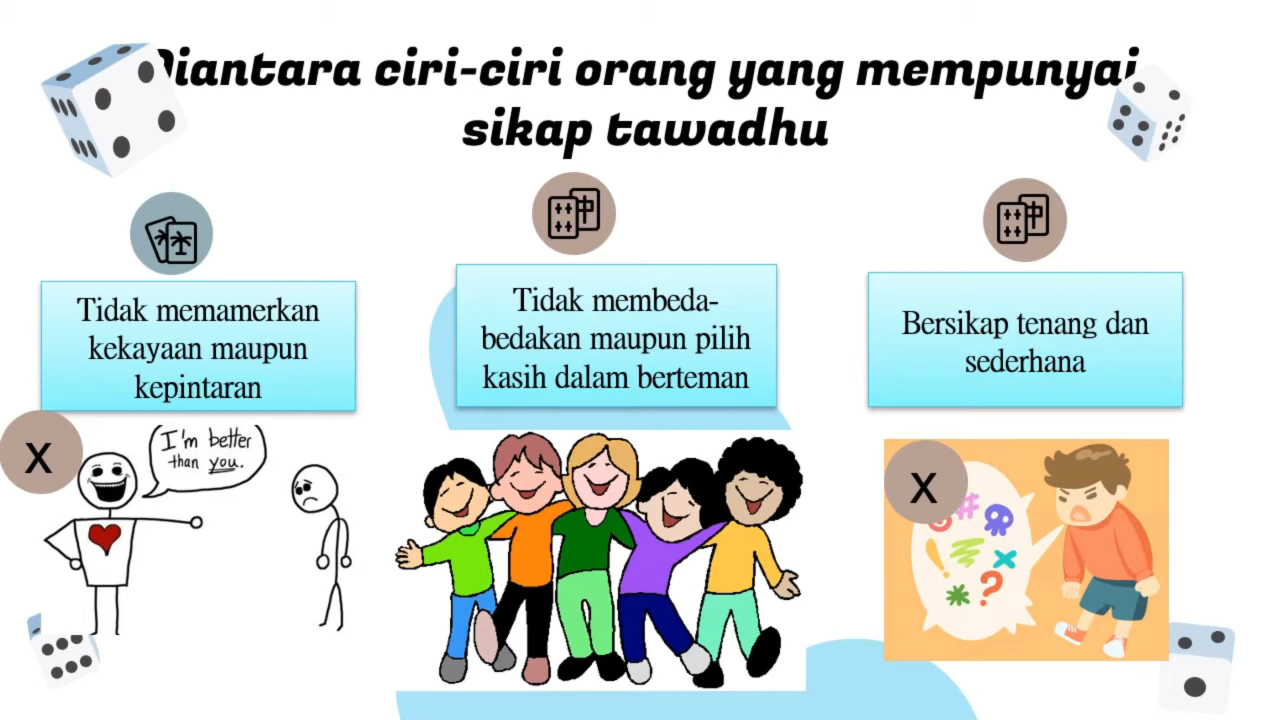 Diantara ciri-ciri orang yang mempunyai
sikap tawadhu
Tidak memamerkan
kekayaan maupun
kepintaran
Tidak membeda-
bedakan maupun pilih
kasih dalam berteman
Bersikap tenang dan
sederhana
X
I'm better
than you.
X